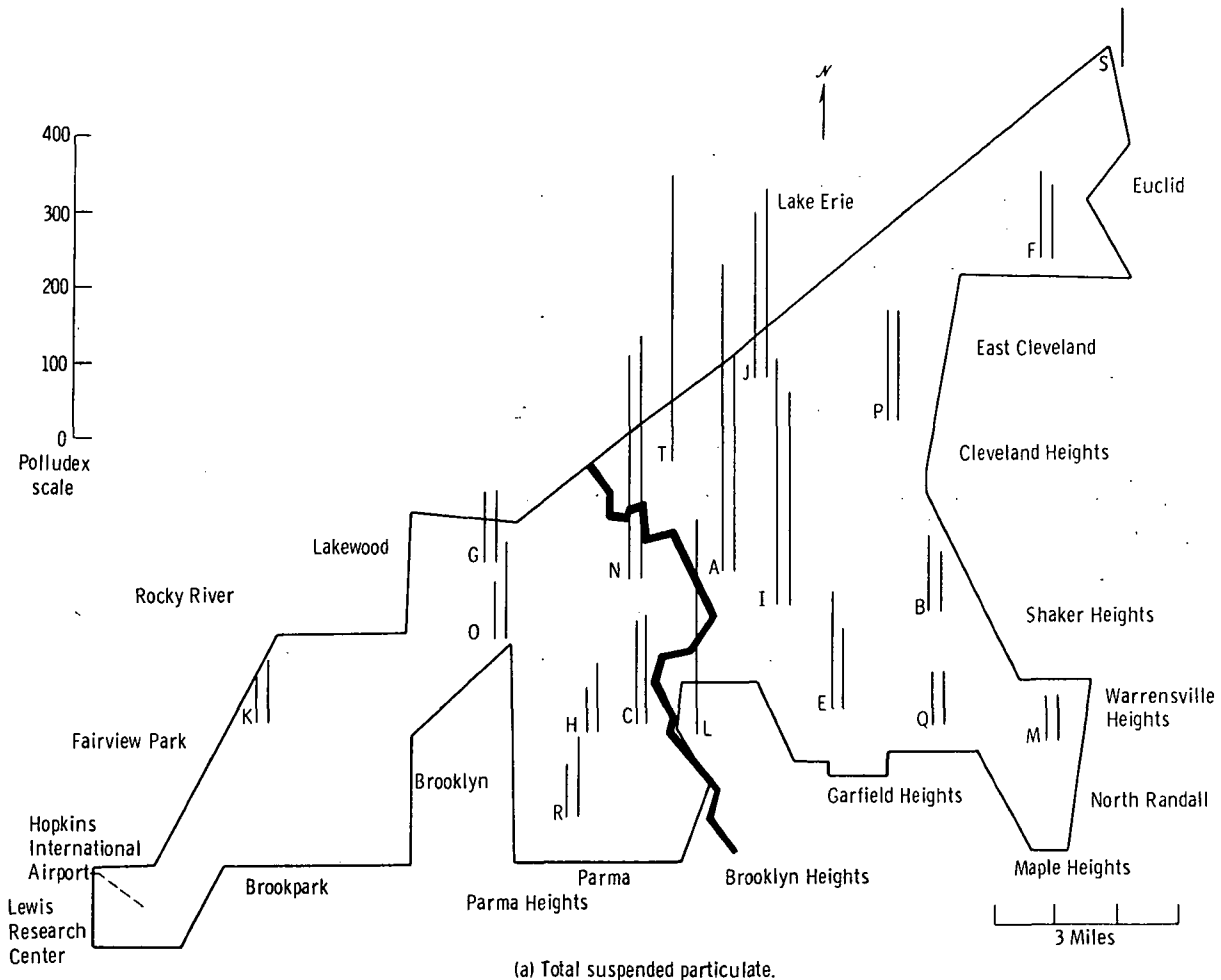 S
N
400
300
200
100
0
Polludex
scale
Lake Erie
Euclid
F
J
East Cleveland
P
T
Cleveland Heights
Lakewood
G
N
A
Rocky River
I
B
Shaker Heights
O
K
H
C
L
E
Q
M
Warrensville
Heights
Fairview Park
Brooklyn
R
Garfield Heights
North Randall
Hopkins
International
Airport
Brookpark
Parma
Brooklyn Heights
Maple Heights
Parma Heights
Lewis
Research
Center
3 Miles
(a) Total suspended particulate.